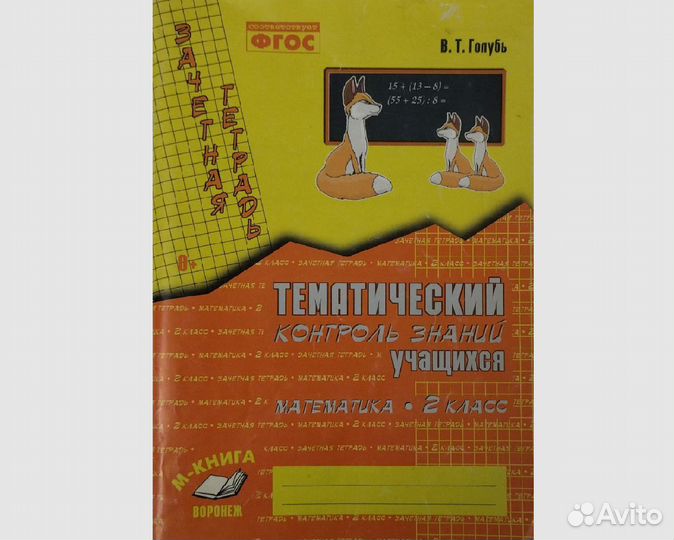 соответствует
ФГОС
В. Т. Голубь
ЗАЧЕТНАЯ
ТЕТРАДЬ
15 + (13 – 8) =
(55 + 25) : 8 =
6+
ТЕМАТИЧЕСКИЙ
КОНТРОЛЬ ЗНАНИЙ
УЧАЩИХСЯ
МАТЕМАТИКА • 2 КЛАСС
М-КНИГА
ВОРОНЕЖ
Avito